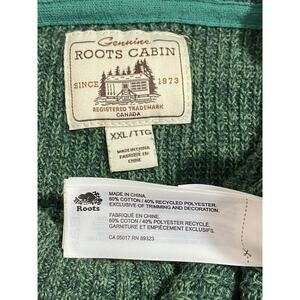 Genuine
ROOTS CABIN
SINCE 1973
REGISTERED TRADEMARK
CANADA
XXL/TTG
MADE IN CHINA
FABRIQUÉ EN
CHINE
Roots
MADE IN CHINA.
60% COTTON / 40% RECYCLED POLYESTER.
EXCLUSIVE OF TRIMMING AND DECORATION.
FABRIQUÉ EN CHINE.
60% COTON / 40% POLYESTER RECYCLÉ.
GARNITURE ET EMPIÈCEMENT EXCLUSIFS.
CA 05017 RN 89323